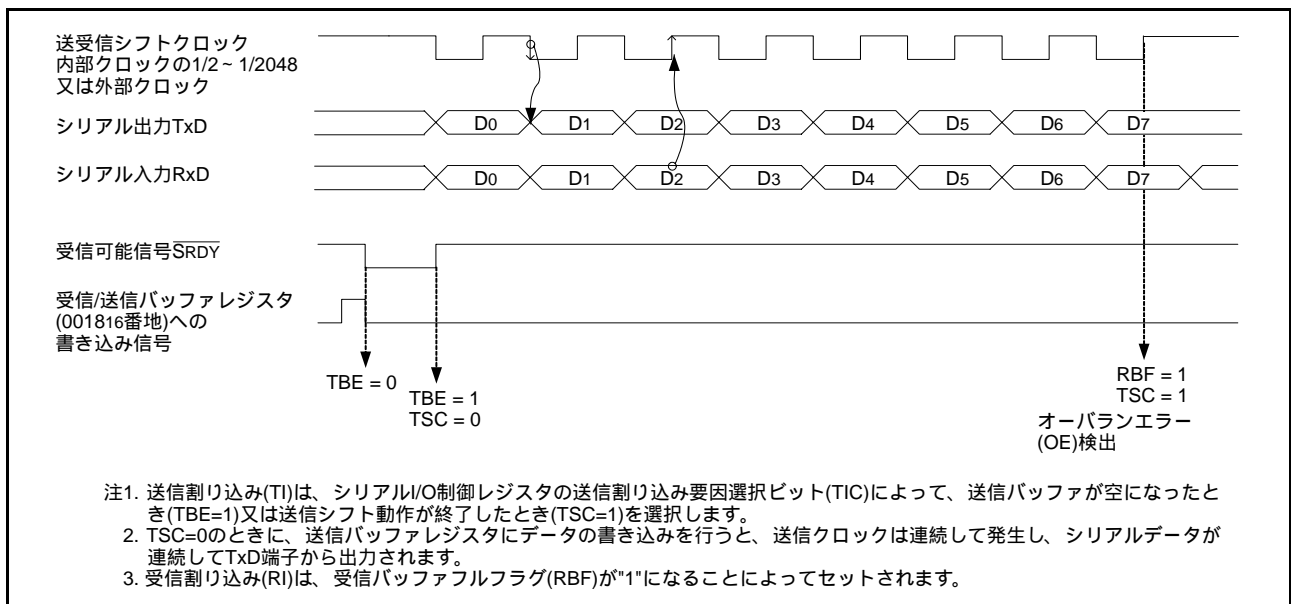 送受信シフトクロック
内部クロックの1/2~1/2048
又は外部クロック
シリアル出力TxD
D0 D1 D2 D3 D4 D5 D6 D7
シリアル入力RxD
D0 D1 D2 D3 D4 D5 D6 D7
受信可能信号SRDY
受信/送信バッファレジスタ
(001816番地)への
書き込み信号
TBE = 0
TBE = 1
TSC = 0
RBF = 1
TSC = 1
オーバランエラー
(OE)検出
注1. 送信割り込み(TI)は、シリアルI/O制御レジスタの送信割り込み要因選択ビット(TIC)によって、送信バッファが空になったと
き(TBE=1)又は送信シフト動作が終了したとき(TSC=1)を選択します。
2. TSC=0のときに、送信バッファレジスタにデータの書き込みを行うと、送信クロックは連続して発生し、シリアルデータが
連続してTxD端子から出力されます。
3. 受信割り込み(RI)は、受信バッファフルフラグ(RBF)が"1"になることによってセットされます。